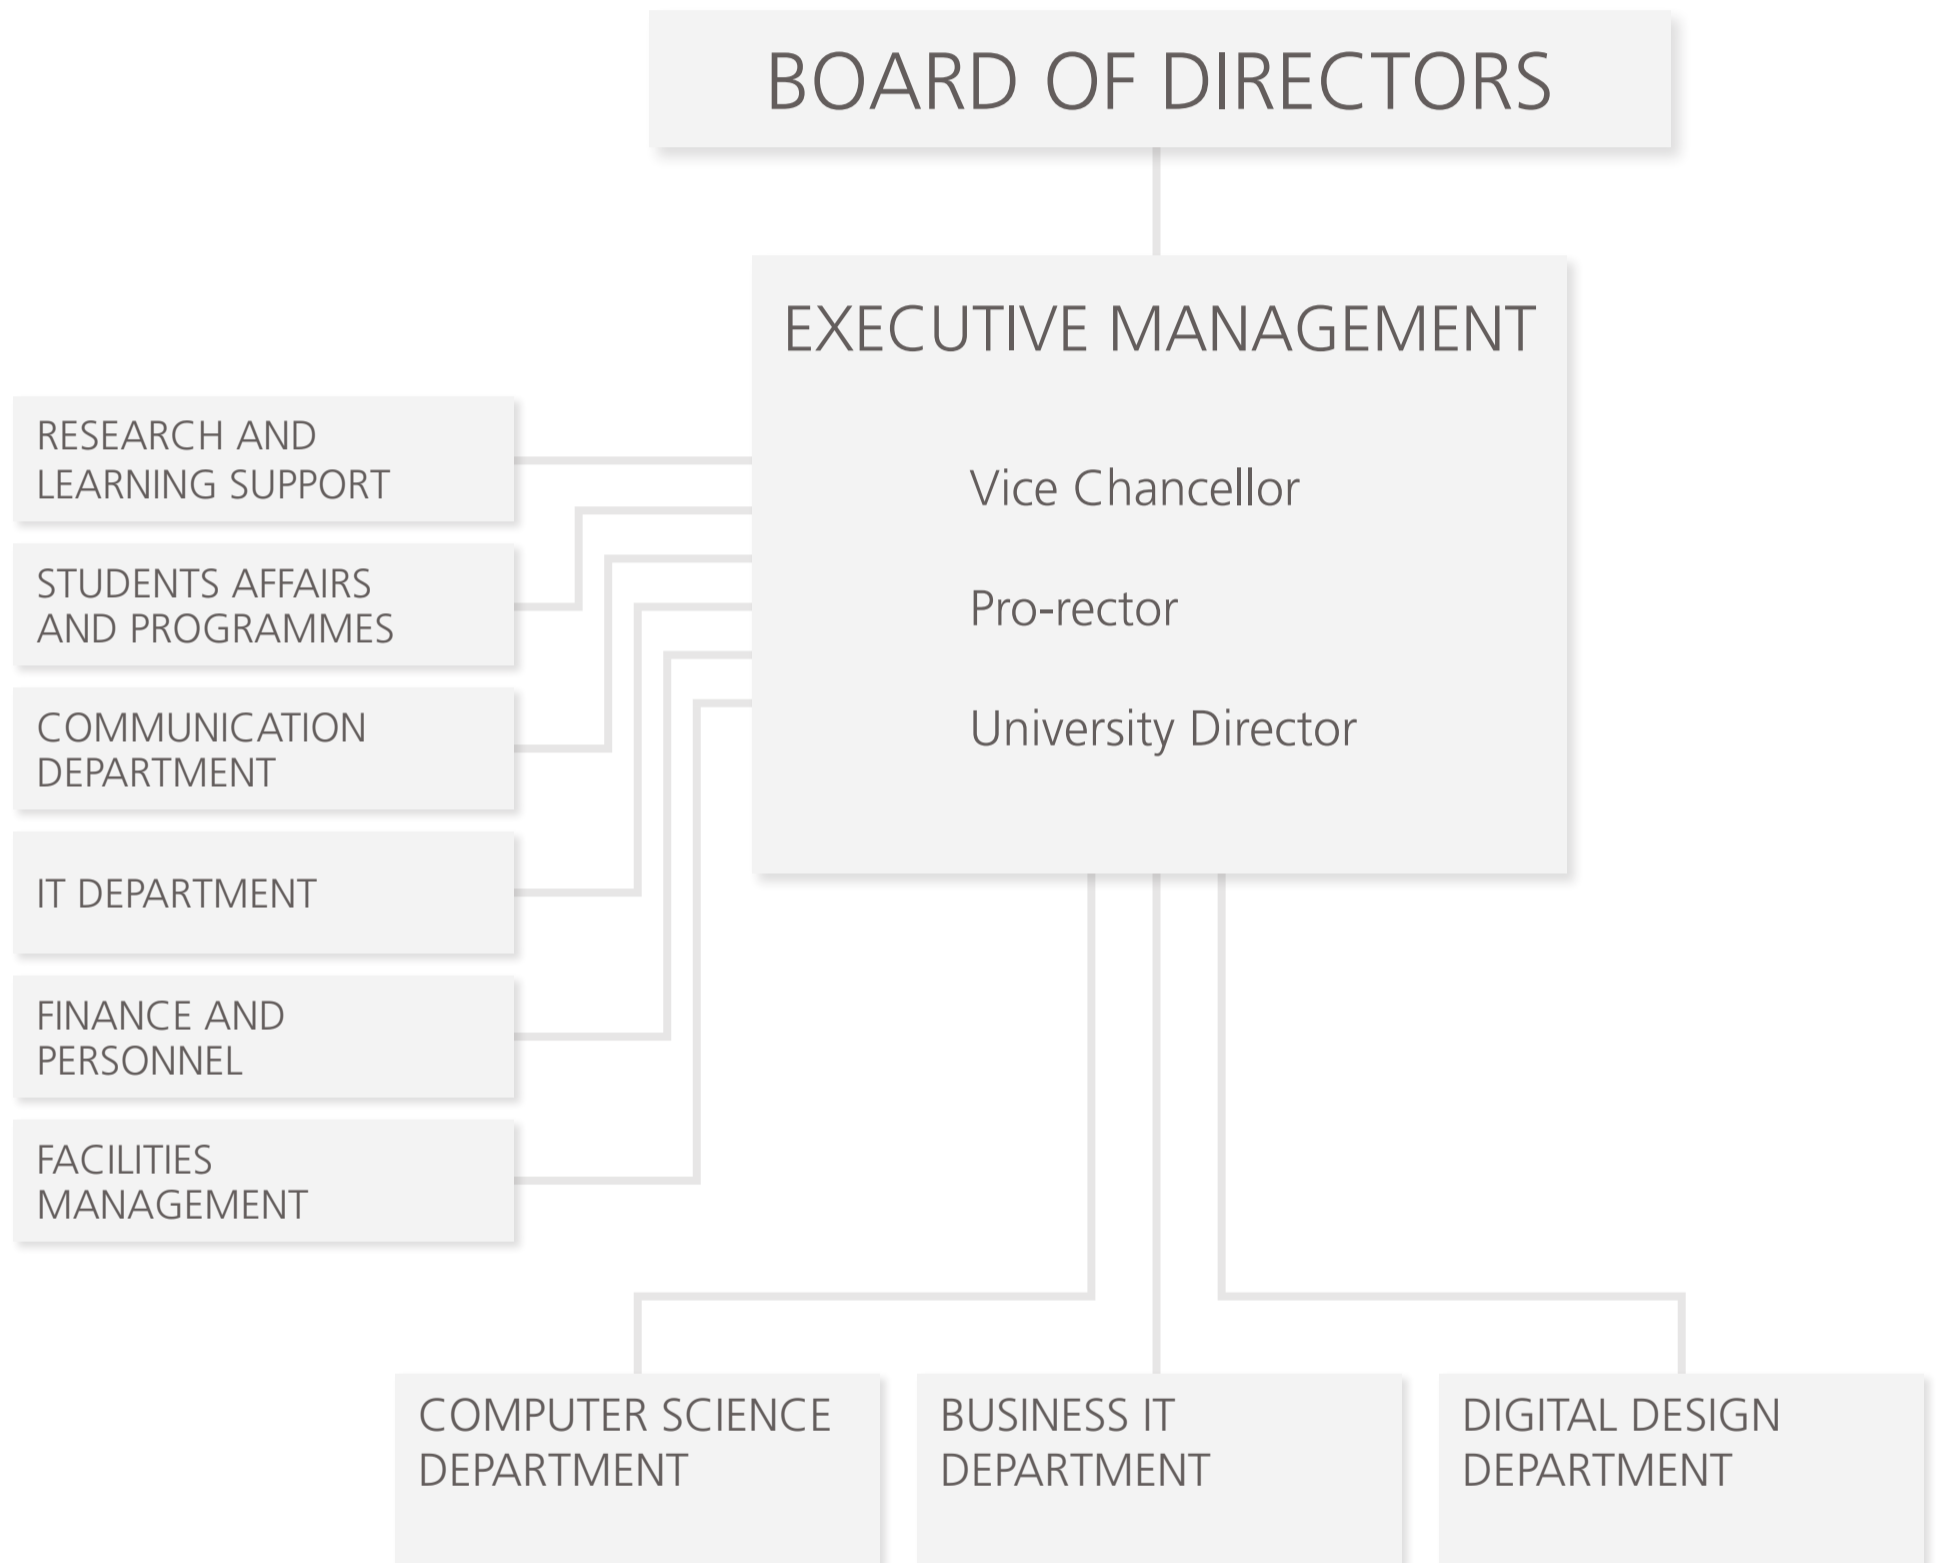 BOARD OF DIRECTORS
EXECUTIVE MANAGEMENT
Vice Chancellor
Pro-rector
University Director
RESEARCH AND
LEARNING SUPPORT
STUDENTS AFFAIRS
AND PROGRAMMES
COMMUNICATION
DEPARTMENT
IT DEPARTMENT
FINANCE AND
PERSONNEL
FACILITIES
MANAGEMENT
COMPUTER SCIENCE
DEPARTMENT
BUSINESS IT
DEPARTMENT
DIGITAL DESIGN
DEPARTMENT